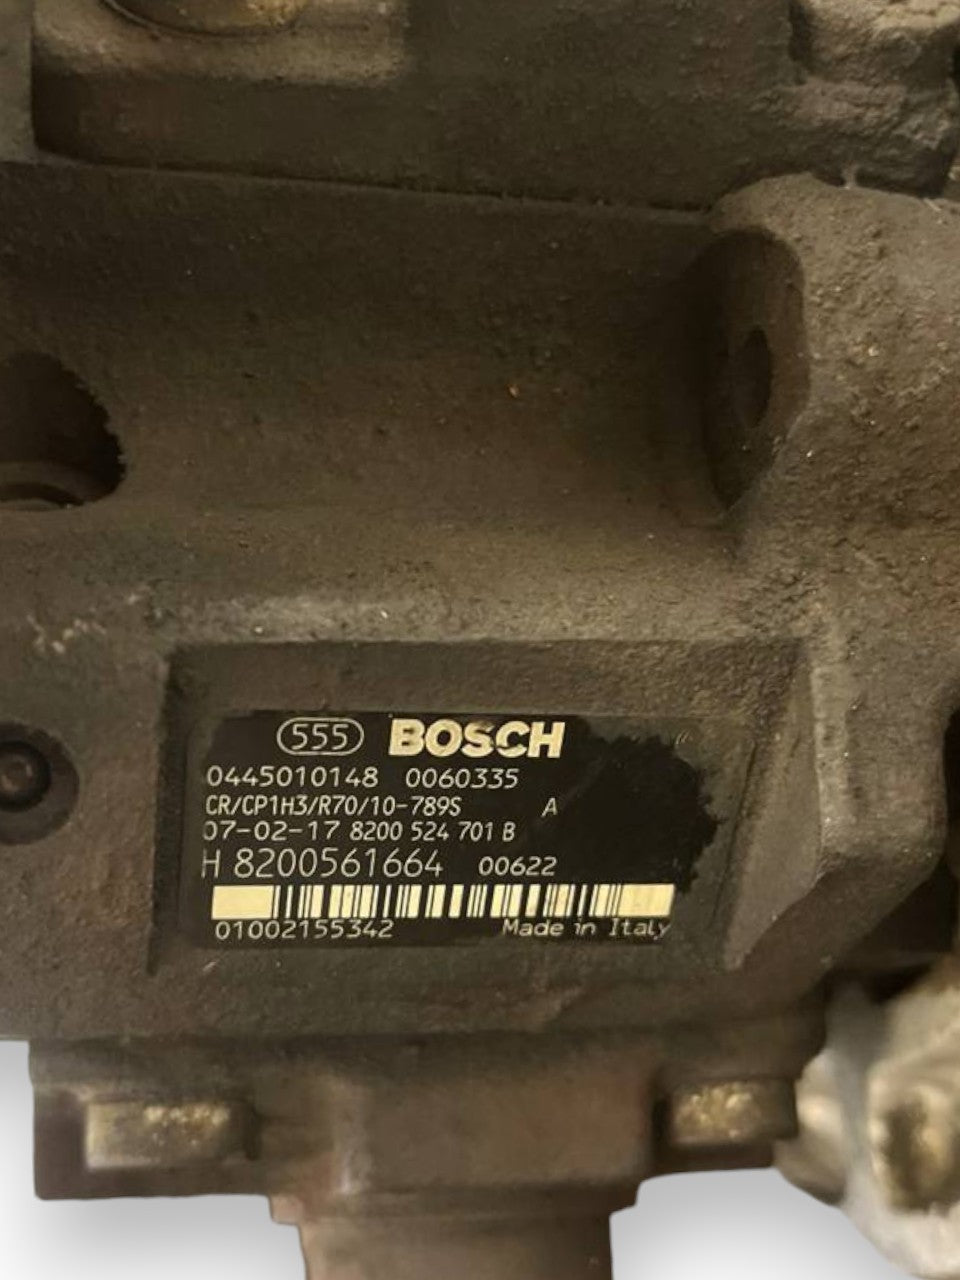 555 BOSCH
0445010148 0060335
CR/CP1H3/R70/10-789S A
07-02-17 8200 524 701 B
H 8200561664 00622
01002155342 Made in Italy